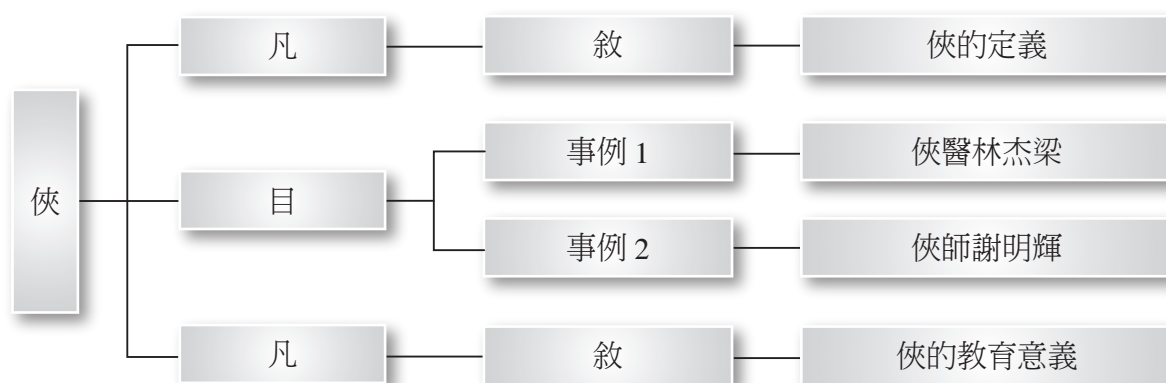 凡 敘 俠的定義
事例 1 俠醫林杰梁
俠 目
事例 2 俠師謝明輝
凡 敘 俠的教育意義